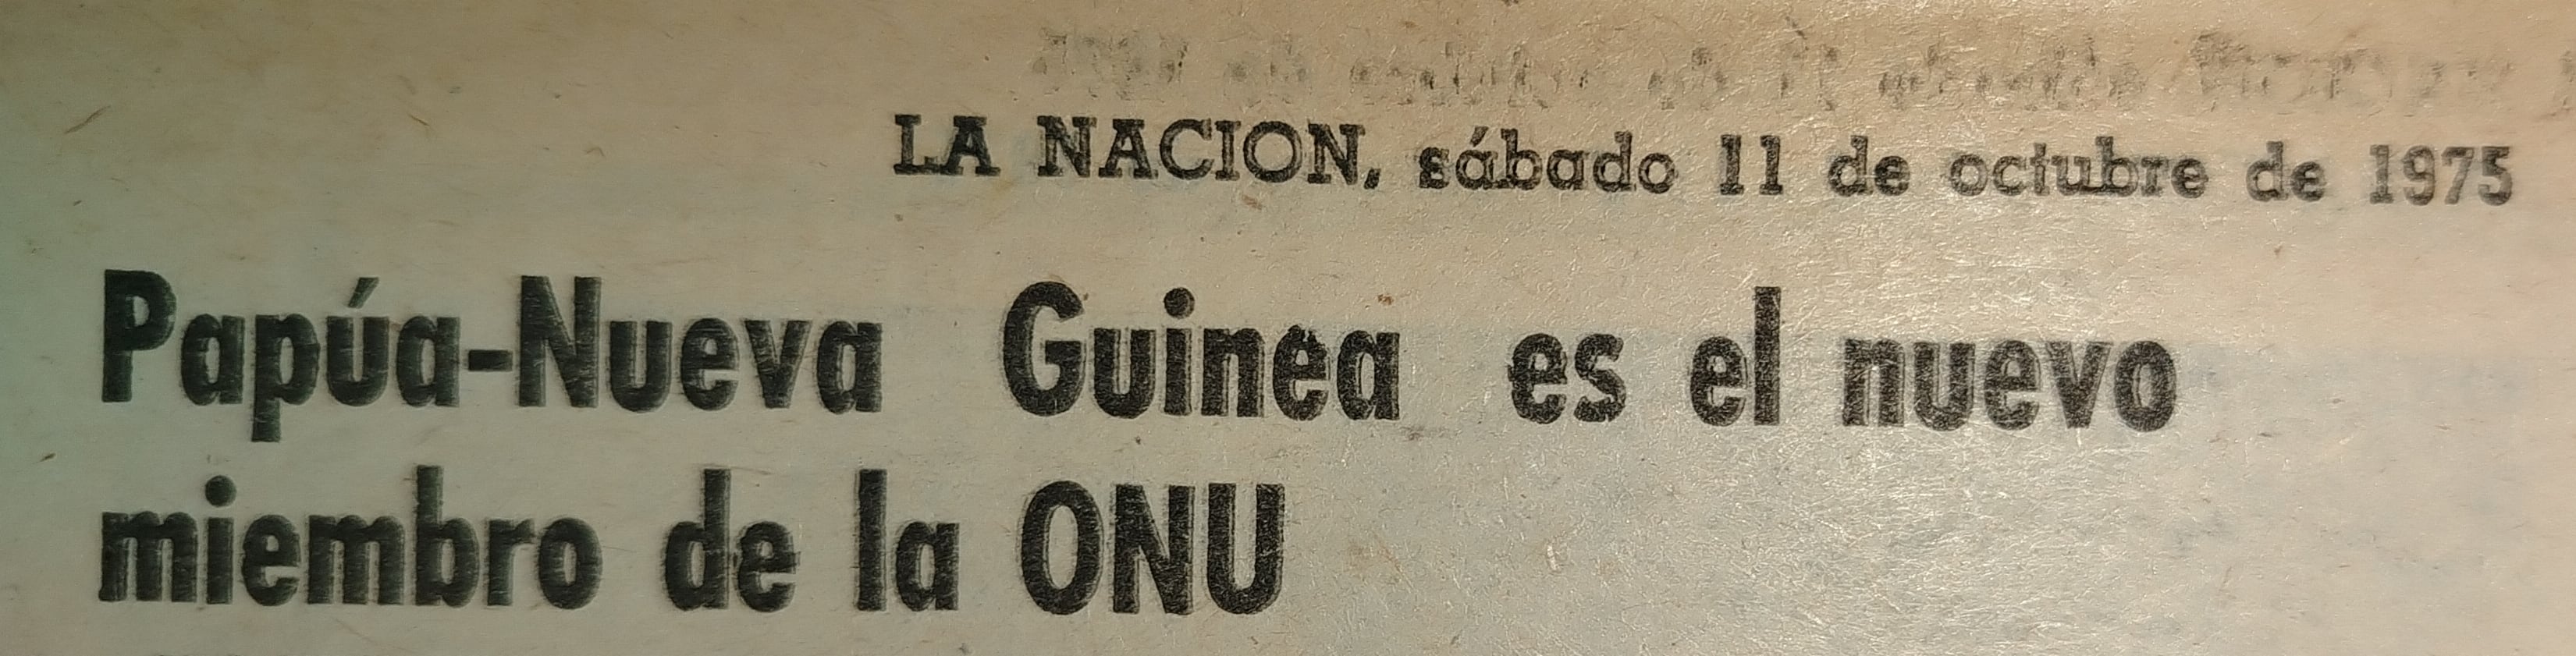 LA NACION, sábado 11 de octubre de 1975
Papúa-Nueva Guinea es el nuevo
miembro de la ONU